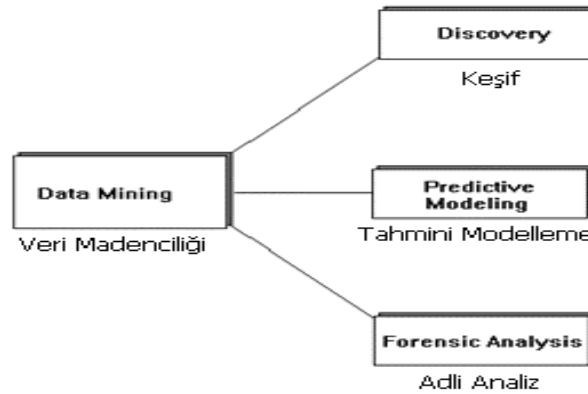 Discovery
Keşif
Data Mining
Veri Madenciliği
Predictive
Modeling
Tahmini Modelleme
Forensic Analysis
Adli Analiz